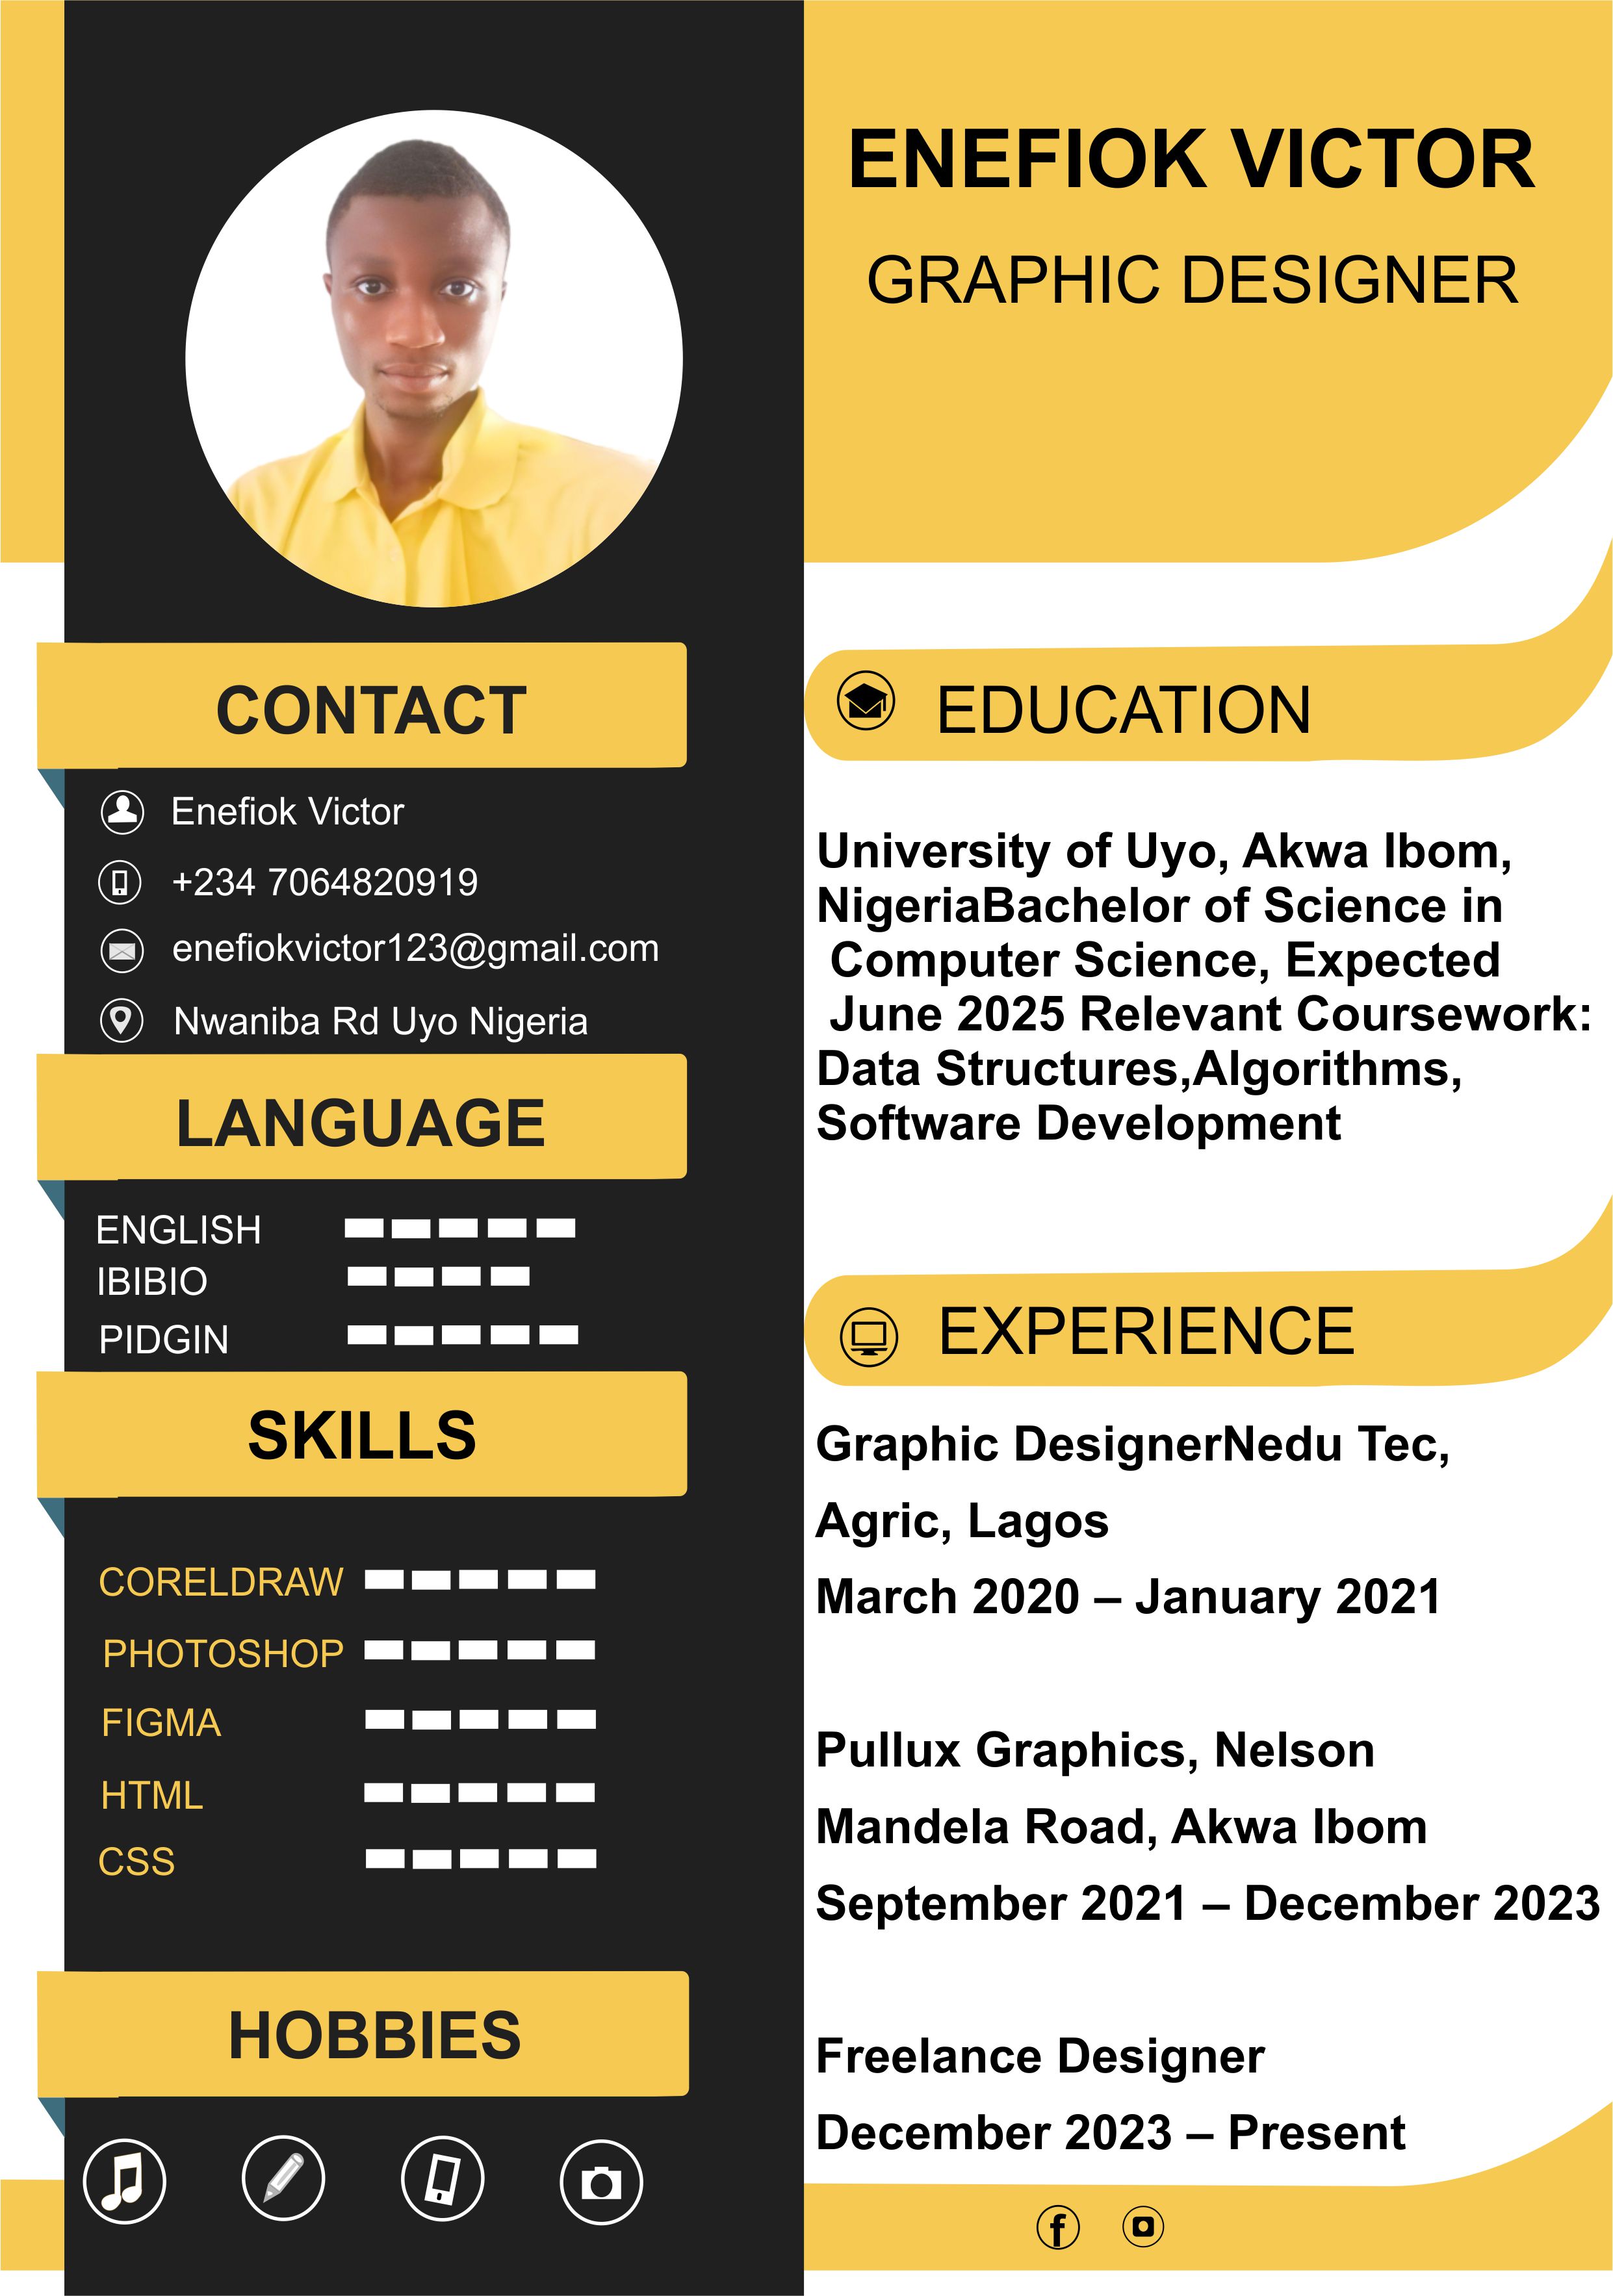 ENEFIOK VICTOR
GRAPHIC DESIGNER
CONTACT
Enefiok Victor
+234 7064820919
enefiokvictor123@gmail.com
Nwaniba Rd Uyo Nigeria
LANGUAGE
ENGLISH
IBIBIO
PIDGIN
SKILLS
CORELDRAW
PHOTOSHOP
FIGMA
HTML
CSS
HOBBIES
EDUCATION
University of Uyo, Akwa Ibom,
NigeriaBachelor of Science in
Computer Science, Expected
June 2025 Relevant Coursework:
Data Structures,Algorithms,
Software Development
EXPERIENCE
Graphic DesignerNedu Tec,
Agric, Lagos
March 2020 – January 2021
Pullux Graphics, Nelson
Mandela Road, Akwa Ibom
September 2021 – December 2023
Freelance Designer
December 2023 – Present